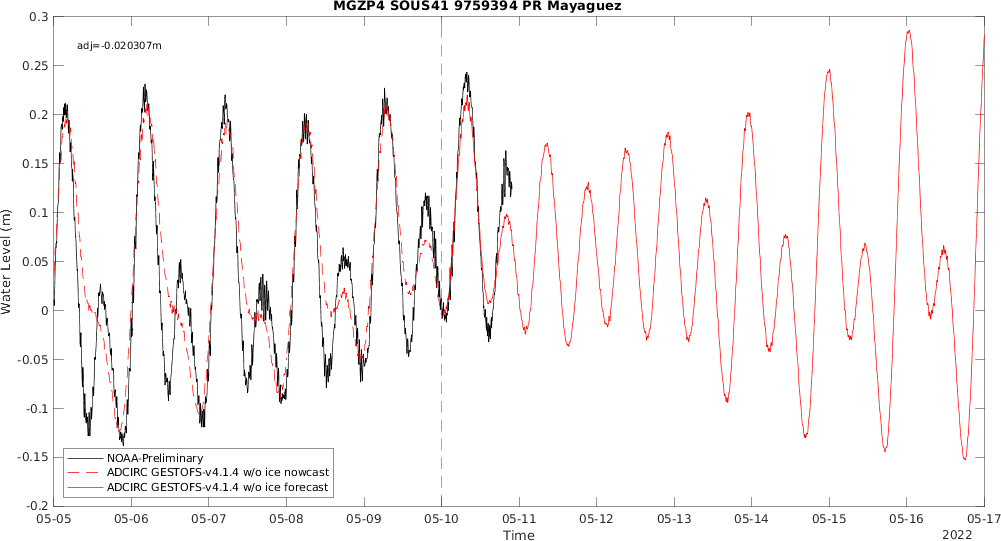 MGZP4 SOUS41 9759394 PR Mayaguez
adj=-0.020307m
0.3
0.25
0.2
0.15
0.1
0.05
0
-0.05
-0.1
-0.15
-0.2
Water Level (m)
NOAA-Preliminary
ADCIRC GESTOFS-v4.1.4 w/o ice nowcast
ADCIRC GESTOFS-v4.1.4 w/o ice forecast
05-05 05-06 05-07 05-08 05-09 05-10 05-11 05-12 05-13 05-14 05-15 05-16 05-17
Time
2022